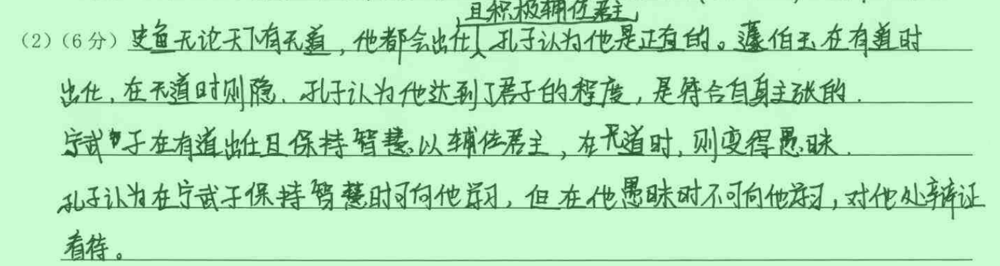 且积极辅佐君主
(2)(6分)史鱼无论天下有无道，他都会出仕，孔子认为他是正直的。蘧伯玉在有道时
出仕，在无道时则隐、孔子认为他达到了君子的程度，是符合自身主张的.
宁武子在有道出仕且保持智慧以辅佐君主，在无道时，则变得愚昧.
孔子认为在宁武子保持智慧时可向他学习，但在他愚昧时不可向他学习，对他处辩证
看待。